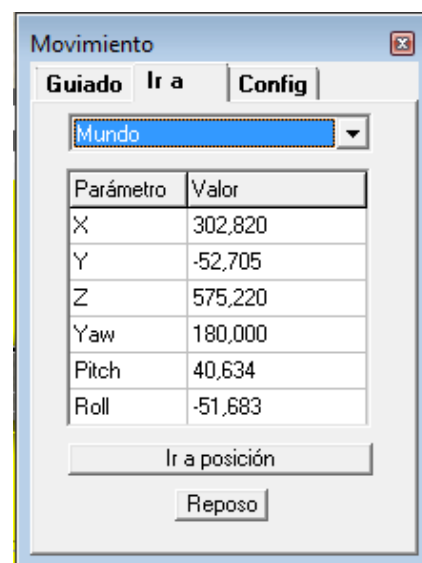 Movimiento
Guiado Ir a Config
Mundo
Parámetro Valor
X 302,820
Y -52,705
Z 575,220
Yaw 180,000
Pitch 40,634
Roll -51,683
Ir a posición
Reposo